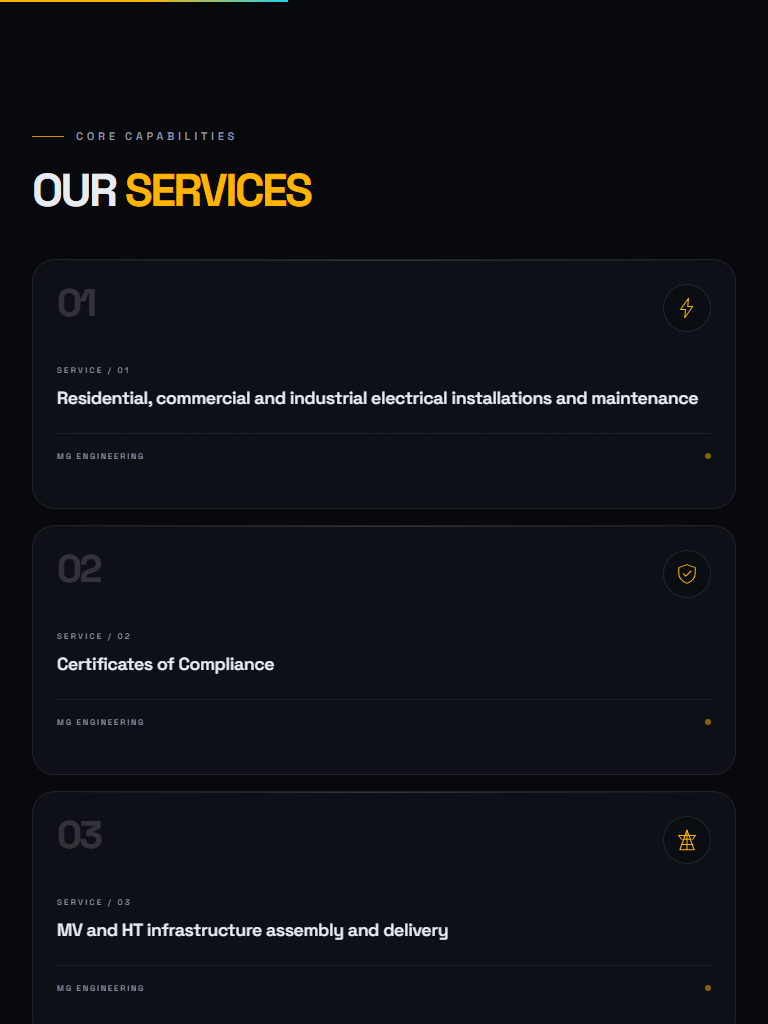 CORE CAPABILITIES
OUR SERVICES
01
SERVICE / 01
Residential, commercial and industrial electrical installations and maintenance
MG ENGINEERING
02
SERVICE / 02
Certificates of Compliance
MG ENGINEERING
03
SERVICE / 03
MV and HT infrastructure assembly and delivery
MG ENGINEERING